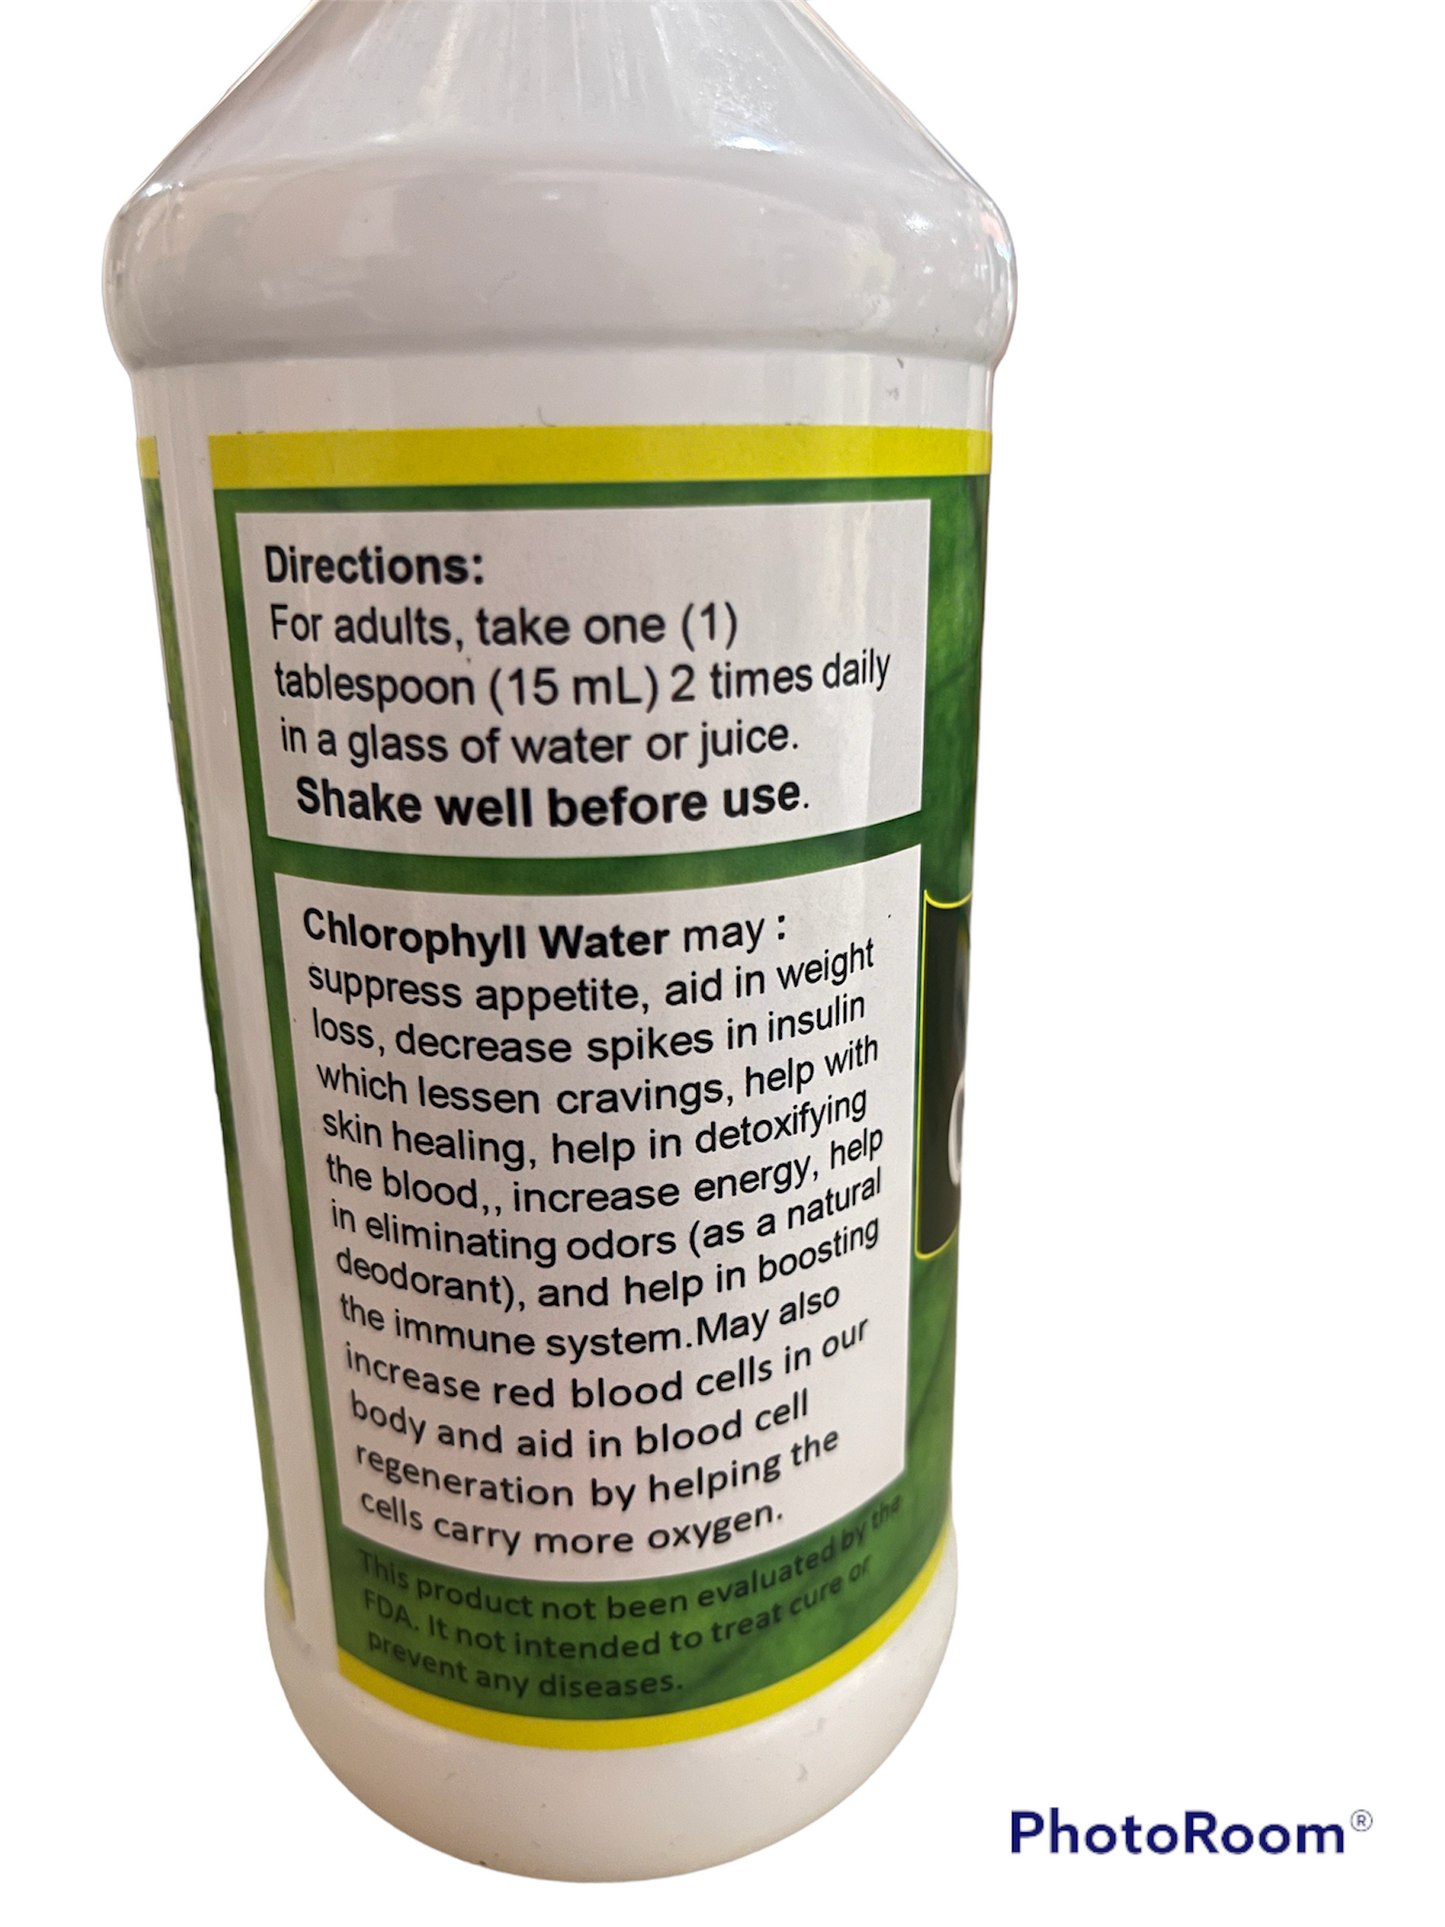 Directions:
For adults, take one (1)
tablespoon (15 mL) 2 times daily
in a glass of water or juice.
Shake well before use.
Chlorophyll Water may :
suppress appetite, aid in weight
loss, decrease spikes in insulin
which lessen cravings, help with
skin healing, help in detoxifying
the blood,, increase energy, help
in eliminating odors (as a natural
deodorant), and help in boosting
the immune system.May also
increase red blood cells in our
body and aid in blood cell
regeneration by helping the
cells carry more oxygen.
This product not been evaluated by the
FDA. It not intended to treat cure or
prevent any diseases.
PhotoRoom®